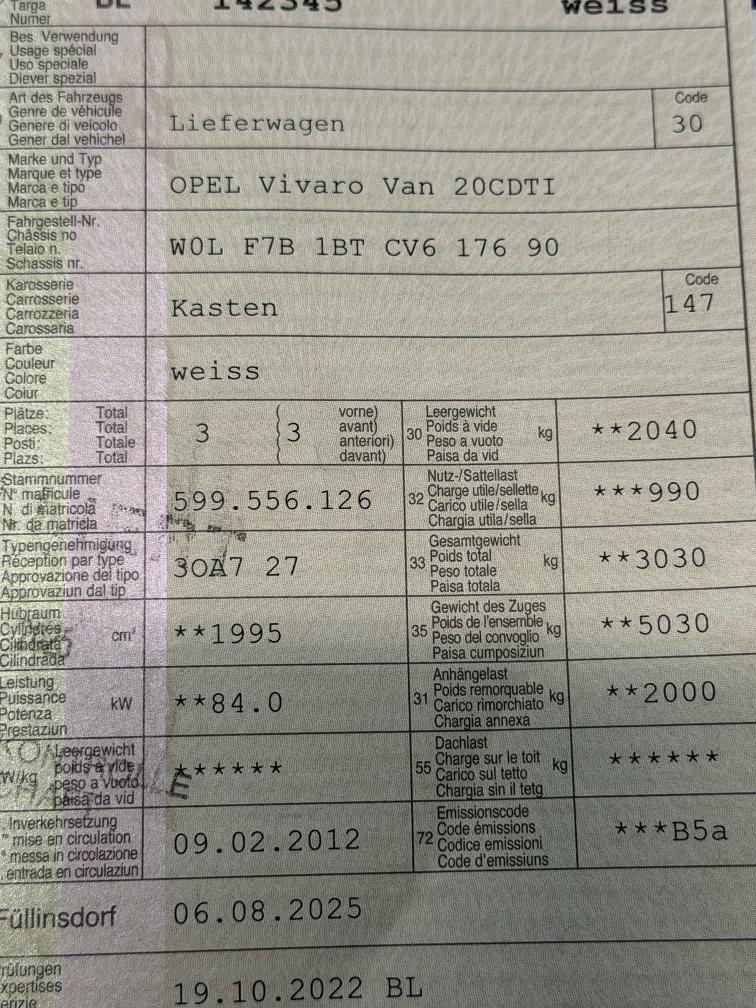 Targa
Numer
BL 142345 weiss
Bes. Verwendung
Usage spécial
Uso speciale
Diever spezial
Art des Fahrzeugs
Genre de véhicule
Genere di veicolo
Gener dal vehichel
Lieferwagen
Code
30
Marke und Typ
Marque et type
Marca e tipo
Marca e tip
OPEL Vivaro Van 20CDTI
Fahrgestell-Nr.
Châssis no
Telaio n.
Schassis nr.
W0L F7B 1BT CV6 176 90
Karosserie
Carrosserie
Carrozzeria
Carossaria
Kasten
Code
147
Farbe
Couleur
Colore
Colur
weiss
Plätze: Total
Places: Total
Posti: Totale
Plazs: Total
3
3
vorne)
avant)
anteriori)
davant)
30
Leergewicht
Poids à vide
Peso a vuoto
Paisa da vid
kg
**2040
Stammnummer
N° matricule
N. di matricola
Nr. da matricla
599.556.126
32
Nutz-/Sattellast
Charge utile/sellette
Carico utile/sella
Chargia utila/sella
kg
***990
Typengenehmigung
Réception par type
Approvazione del tipo
Approvaziun dal tip
3OA7 27
33
Gesamtgewicht
Poids total
Peso totale
Paisa totala
kg
**3030
Hubraum
Cylindrée
Cilindrata
Cilindrada
cm³
**1995
35
Gewicht des Zuges
Poids de l'ensemble
Peso del convoglio
Paisa cumposiziun
kg
**5030
Leistung
Puissance
Potenza
Prestaziun
kW
**84.0
31
Anhängelast
Poids remorquable
Carico rimorchiato
Chargia annexa
kg
**2000
W/kg
Leergewicht
poids à vide
peso a vuoto
paisa da vid
******
55
Dachlast
Charge sur le toit
Carico sul tetto
Chargia sin il tetg
kg
******
Inverkehrsetzung
mise en circulation
messa in circolazione
entrada en circulaziun
09.02.2012
72
Emissionscode
Code émissions
Codice emissioni
Code d'emissiuns
***B5a
Füllinsdorf
06.08.2025
rüfungen
xpertises
erizie
19.10.2022 BL